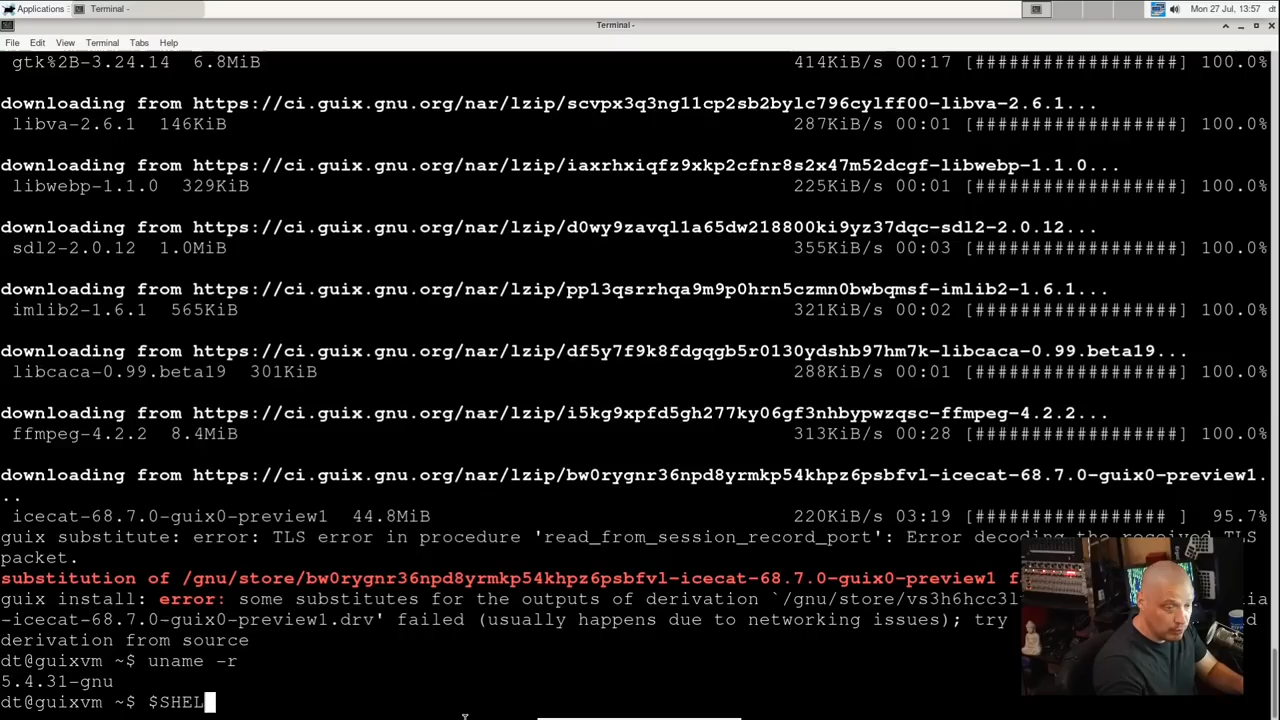 Applications
Terminal -
Mon 27 Jul, 13:57 dt
Terminal -
File Edit View Terminal Tabs Help
gtk%2B-3.24.14 6.8MiB 414KiB/s 00:17 [##################] 100.0%
downloading from https://ci.guix.gnu.org/nar/lzip/scvpx3q3ng11cp2sb2bylc796cylff00-libva-2.6.1...
libva-2.6.1 146KiB 287KiB/s 00:01 [##################] 100.0%
downloading from https://ci.guix.gnu.org/nar/lzip/iaxrhxiqfz9xkp2cfnr8s2x47m52dcgf-libwebp-1.1.0...
libwebp-1.1.0 329KiB 225KiB/s 00:01 [##################] 100.0%
downloading from https://ci.guix.gnu.org/nar/lzip/d0wy9zavql1a65dw218800ki9yz37dqc-sdl2-2.0.12...
sdl2-2.0.12 1.0MiB 355KiB/s 00:03 [##################] 100.0%
downloading from https://ci.guix.gnu.org/nar/lzip/pp13qsrrhqa9m9p0hrn5czmn0bwbqmsf-imlib2-1.6.1...
imlib2-1.6.1 565KiB 321KiB/s 00:02 [##################] 100.0%
downloading from https://ci.guix.gnu.org/nar/lzip/df5y7f9k8fdgqgb5r0130ydshb97hm7k-libcaca-0.99.beta19...
libcaca-0.99.beta19 301KiB 288KiB/s 00:01 [##################] 100.0%
downloading from https://ci.guix.gnu.org/nar/lzip/i5kg9xpfd5gh277ky06gf3nhbypwzqsc-ffmpeg-4.2.2...
ffmpeg-4.2.2 8.4MiB 313KiB/s 00:28 [##################] 100.0%
downloading from https://ci.guix.gnu.org/nar/lzip/bw0rygnr36npd8yrmkp54khpz6psbfvl-icecat-68.7.0-guix0-preview1.
..
icecat-68.7.0-guix0-preview1 44.8MiB 220KiB/s 03:19 [################# ] 95.7%
guix substitute: error: TLS error in procedure 'read_from_session_record_port': Error decoding the received TLS
packet.
substitution of /gnu/store/bw0rygnr36npd8yrmkp54khpz6psbfvl-icecat-68.7.0-guix0-preview1 f
guix install: error: some substitutes for the outputs of derivation `/gnu/store/vs3h6hcc31
-icecat-68.7.0-guix0-preview1.drv' failed (usually happens due to networking issues); try
derivation from source
dt@guixvm ~$ uname -r
5.4.31-gnu
dt@guixvm ~$ $SHEL